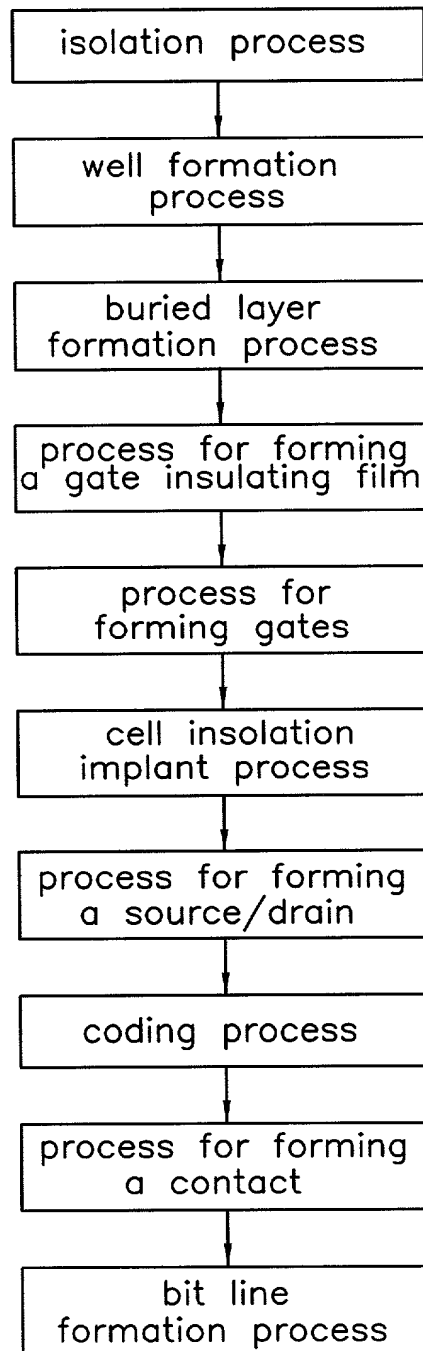 isolation process
well formation
process
buried layer
formation process
process for forming
a gate insulating film
process for
forming gates
cell insolation
implant process
process for forming
a source/drain
coding process
process for forming
a contact
bit line
formation process